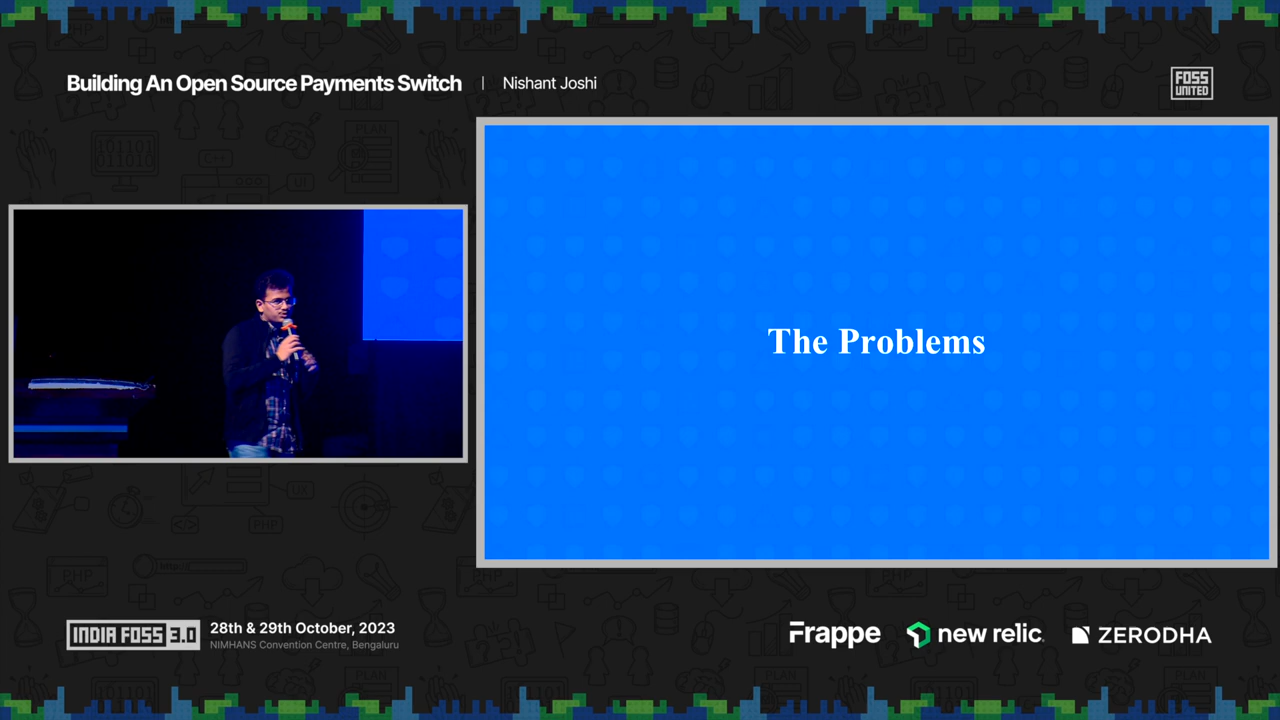 Building An Open Source Payments Switch | Nishant Joshi
FOSS
UNITED
The Problems
INDIA FOSS 3.0
28th & 29th October, 2023
NIMHANS Convention Centre, Bengaluru
Frappe
new relic
ZERODHA